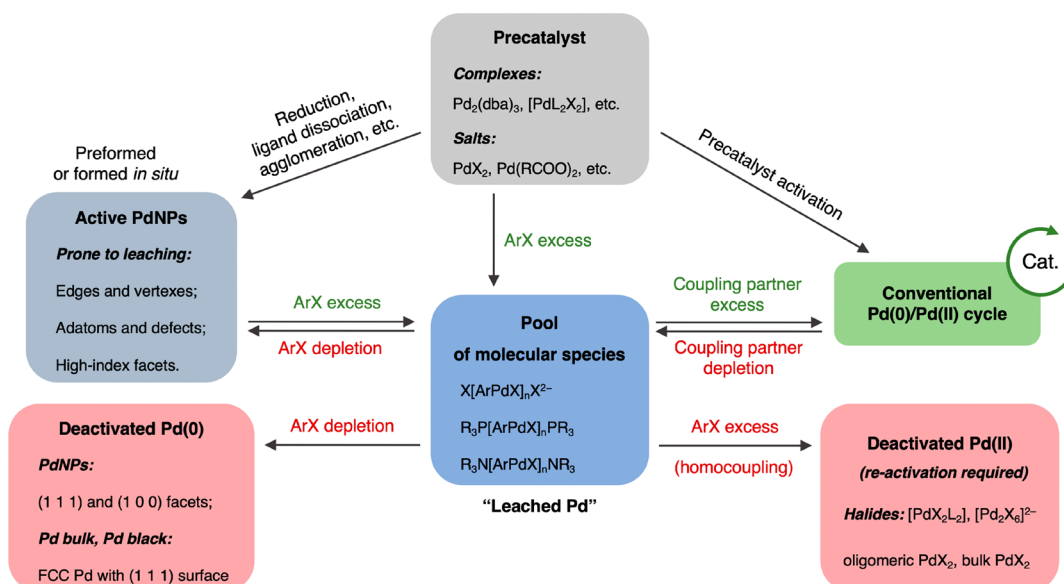 Precatalyst
Complexes:
Pd₂(dba)₃, [PdL₂X₂], etc.
Salts:
PdX₂, Pd(RCOO)₂, etc.
Reduction,
ligand dissociation,
agglomeration, etc.
Precatalyst activation
Preformed
or formed in situ
Active PdNPs
Prone to leaching:
Edges and vertexes;
Adatoms and defects;
High-index facets.
ArX excess
ArX excess
ArX depletion
Pool
of molecular species
X[ArPdX]ₙX²⁻
R₃P[ArPdX]ₙPR₃
R₃N[ArPdX]ₙNR₃
“Leached Pd”
Coupling partner
excess
Coupling partner
depletion
Cat.
Conventional
Pd(0)/Pd(II) cycle
Deactivated Pd(0)
PdNPs:
(1 1 1) and (1 0 0) facets;
Pd bulk, Pd black:
FCC Pd with (1 1 1) surface
ArX depletion
ArX excess
(homocoupling)
Deactivated Pd(II)
(re-activation required)
Halides: [PdX₂L₂], [Pd₂X₆]²⁻
oligomeric PdX₂, bulk PdX₂